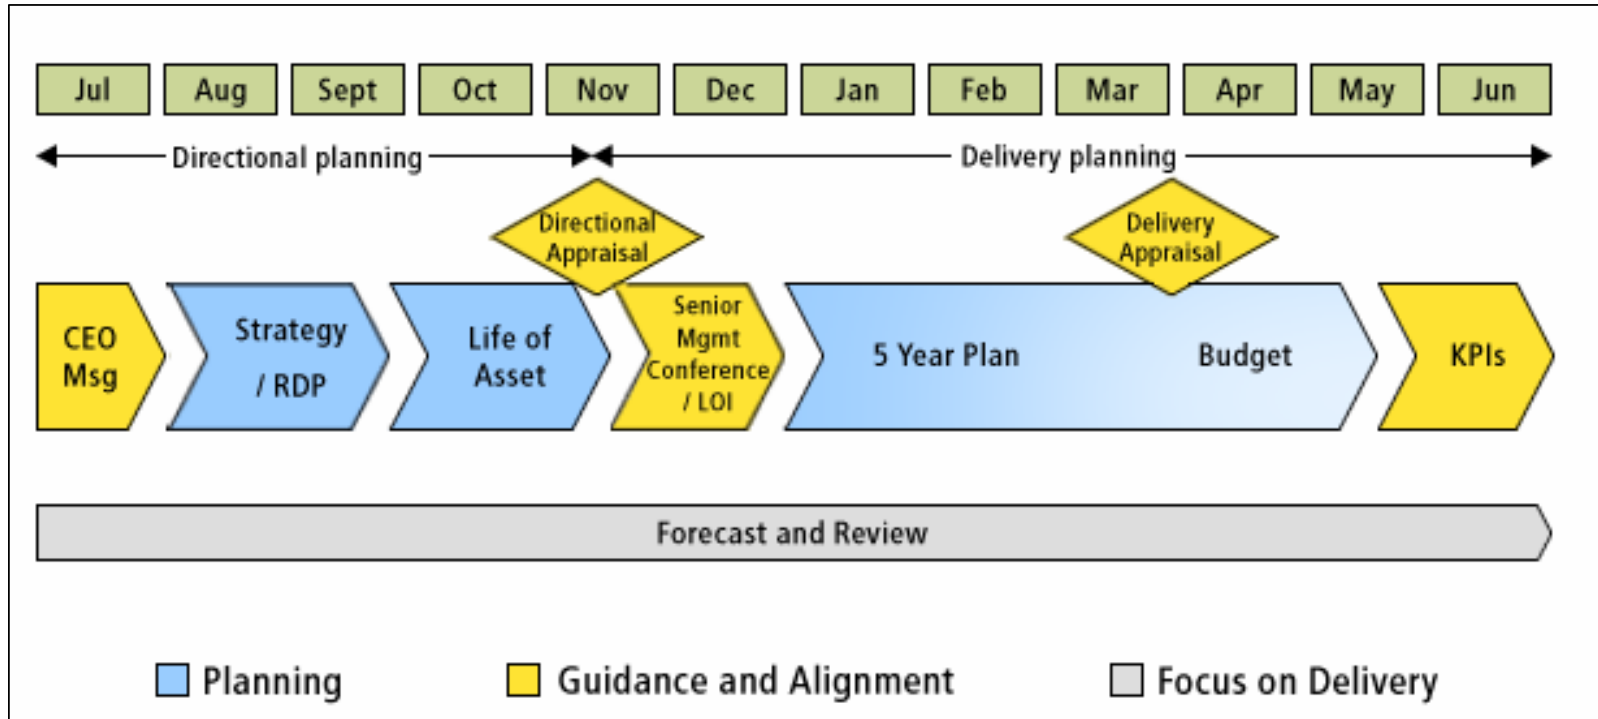 Jul Aug Sept Oct Nov Dec Jan Feb Mar Apr May Jun
Directional planning Delivery planning
Directional
Appraisal
Delivery
Appraisal
CEO
Msg
Strategy
/ RDP
Life of
Asset
Senior
Mgmt
Conference
/ LOI
5 Year Plan
Budget
KPIs
Forecast and Review
Planning Guidance and Alignment Focus on Delivery